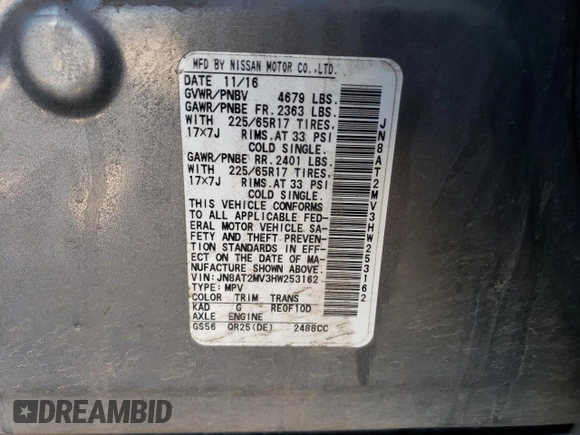 MFD BY NISSAN MOTOR CO.,LTD.
DATE 11/16
GVWR/PNBV 4679 LBS.
GAWR/PNBE FR. 2363 LBS.
WITH 225/65R17 TIRES,
17×7J RIMS.AT 33 PSI
COLD SINGLE.
GAWR/PNBE RR. 2401 LBS.
WITH 225/65R17 TIRES,
17×7J RIMS.AT 33 PSI
COLD SINGLE.
THIS VEHICLE CONFORMS
TO ALL APPLICABLE FED-
ERAL MOTOR VEHICLE SA-
FETY AND THEFT PREVEN-
TION STANDARDS IN EFF-
ECT ON THE DATE OF MA-
NUFACTURE SHOWN ABOVE.
VIN:JN8AT2MV3HW253162
TYPE:MPV
COLOR TRIM TRANS
KAD G RE0F10D
AXLE ENGINE
GS56 QR25(DE) 2488CC
JN8AT2MV3HW253162
DREAMBID